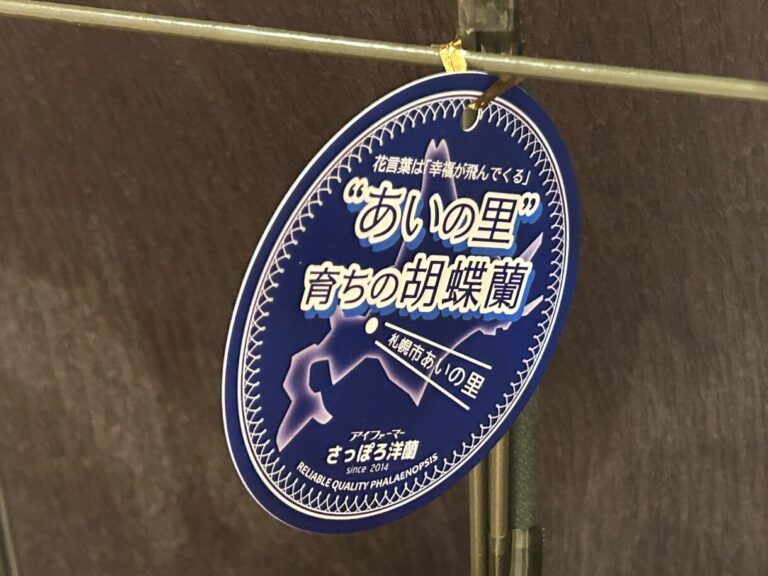 花言葉は「幸福が飛んでくる」
“あいの里”
育ちの胡蝶蘭
札幌市あいの里
アイファーマー
さっぽろ洋蘭
since 2014
RELIABLE QUALITY PHALAENOPSIS